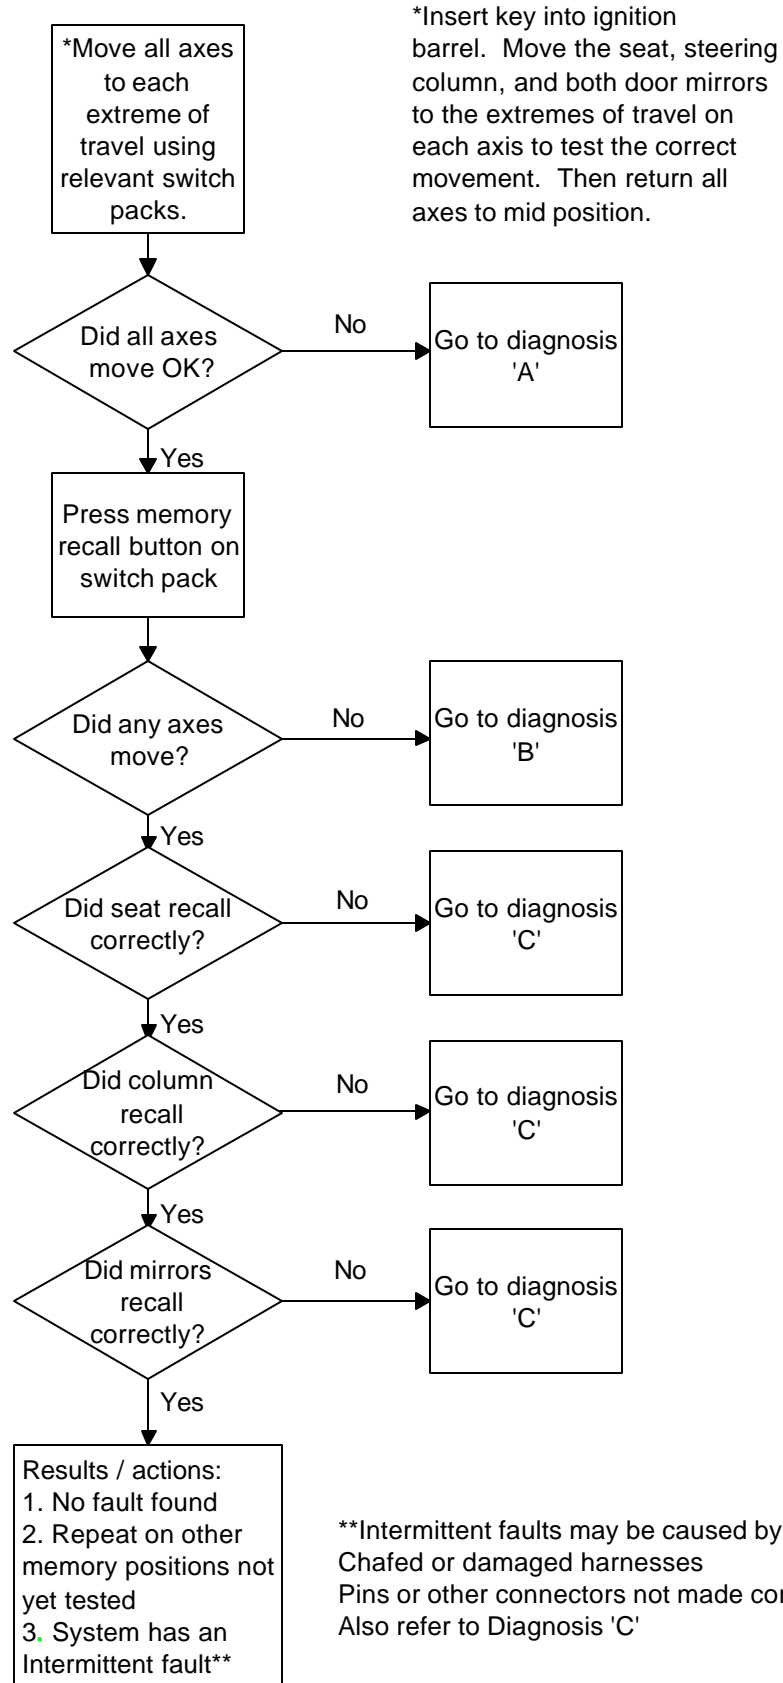 *Move all axes
to each
extreme of
travel using
relevant switch
packs.
*Insert key into ignition
barrel. Move the seat, steering
column, and both door mirrors
to the extremes of travel on
each axis to test the correct
movement. Then return all
axes to mid position.
Did all axes
move OK?
No
Go to diagnosis
'A'
Yes
Press memory
recall button on
switch pack
Did any axes
move?
No
Go to diagnosis
'B'
Yes
Did seat recall
correctly?
No
Go to diagnosis
'C'
Yes
Did column
recall
correctly?
No
Go to diagnosis
'C'
Yes
Did mirrors
recall
correctly?
No
Go to diagnosis
'C'
Yes
Results / actions:
1. No fault found
2. Repeat on other
memory positions not
yet tested
3. System has an
Intermittent fault**
**Intermittent faults may be caused by
Chafed or damaged harnesses
Pins or other connectors not made
Also refer to Diagnosis 'C'